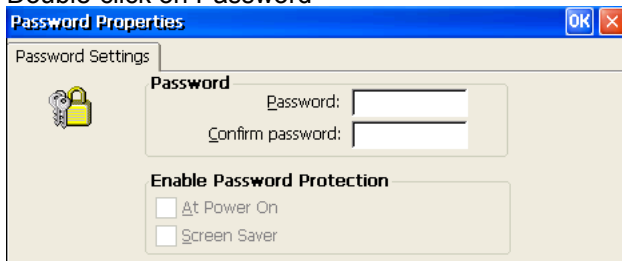 Double-click on Password
Password Properties OK
Password Settings
Password
Password:
Confirm password:
Enable Password Protection
At Power On
Screen Saver